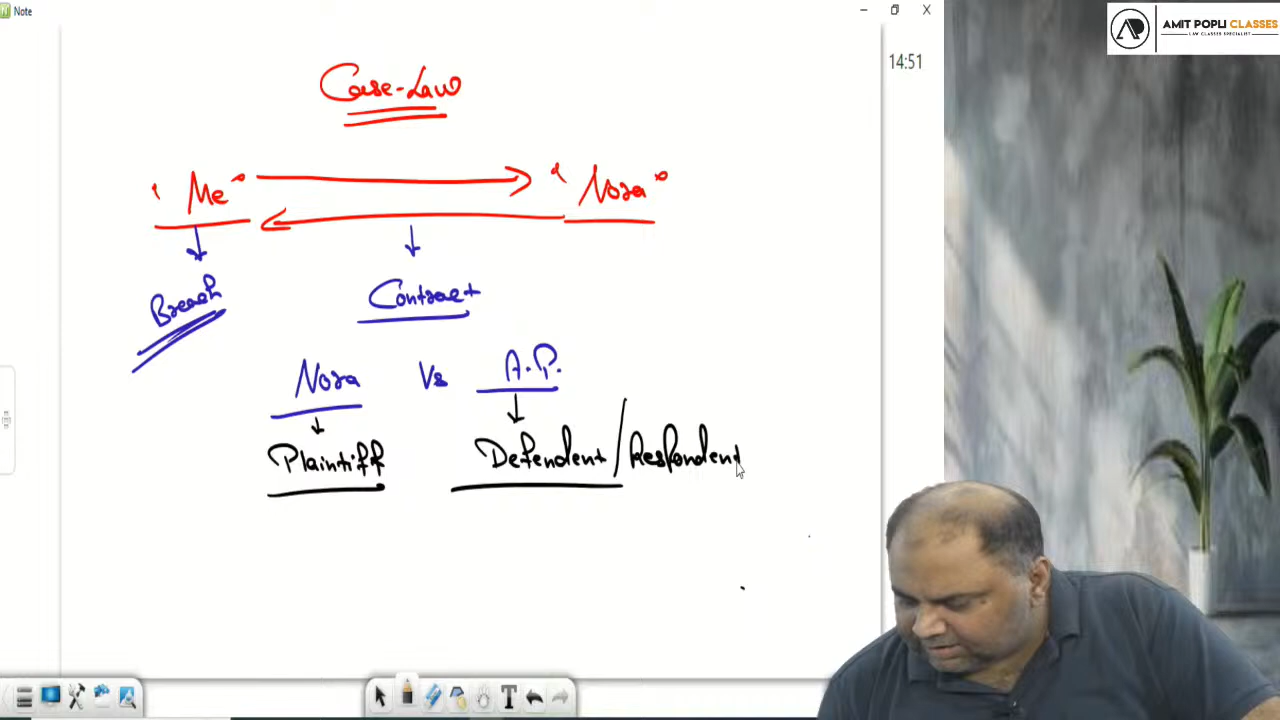 Note
AMIT POPLI CLASSES
LAW CLASSES SPECIALIST
14:51
Case-Law
"Me" "Nora"
Breach Contract
Nora Vs A.P.
Plaintiff Defendent / Respondent